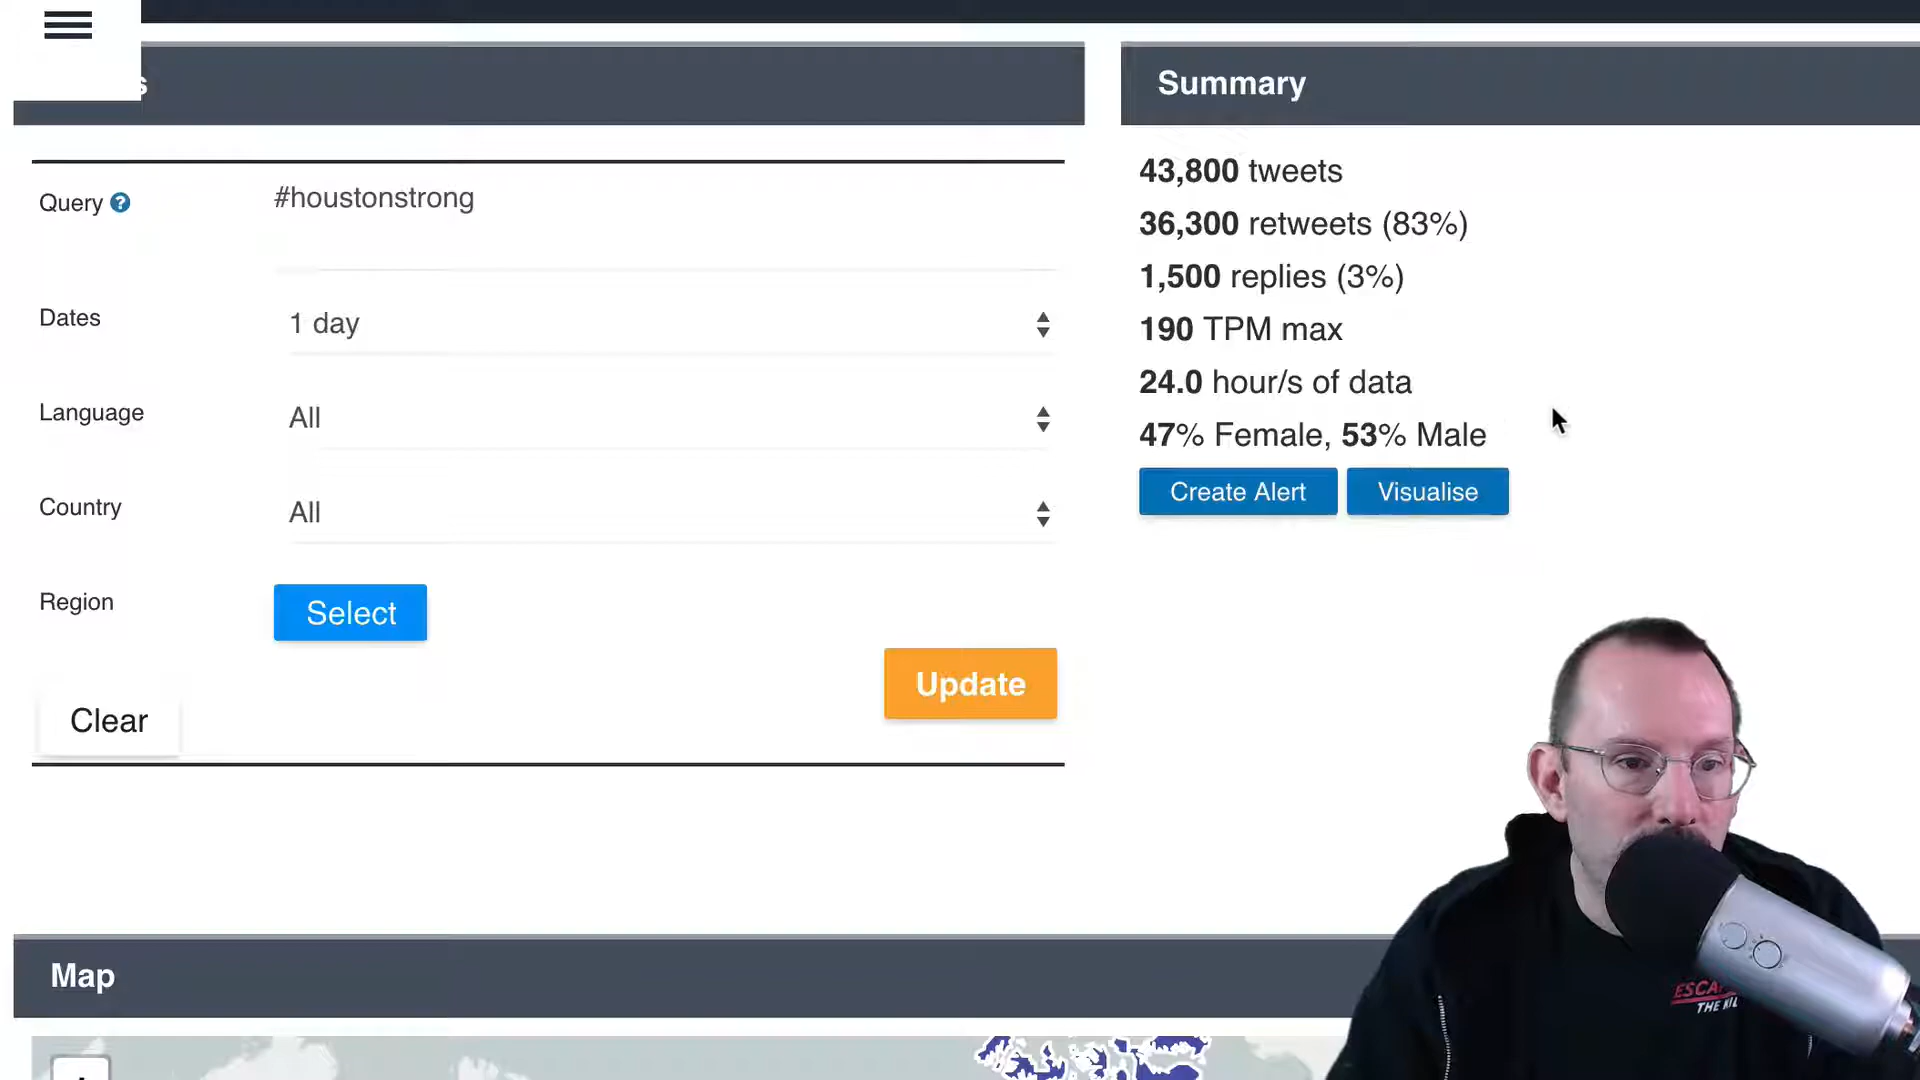 Summary
Query ?
#houstonstrong
Dates
1 day
Language
All
Country
All
Region
Select
Update
Clear
43,800 tweets
36,300 retweets (83%)
1,500 replies (3%)
190 TPM max
24.0 hour/s of data
47% Female, 53% Male
Create Alert
Visualise
Map
THE